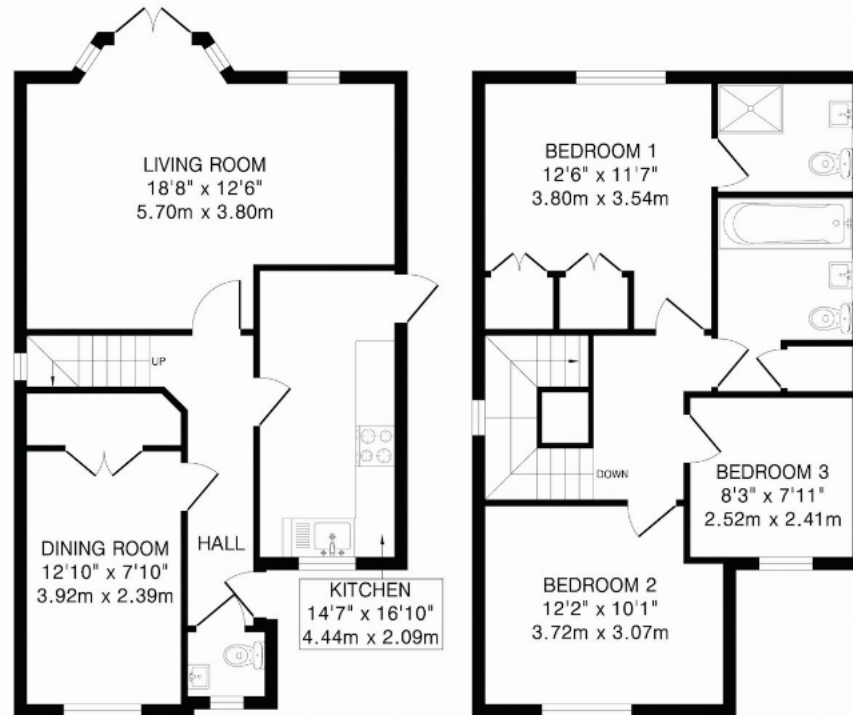 LIVING ROOM
18'8" x 12'6"
5.70m x 3.80m
UP
DINING ROOM
12'10" x 7'10"
3.92m x 2.39m
HALL
KITCHEN
14'7" x 16'10"
4.44m x 2.09m
BEDROOM 1
12'6" x 11'7"
3.80m x 3.54m
DOWN
BEDROOM 3
8'3" x 7'11"
2.52m x 2.41m
BEDROOM 2
12'2" x 10'1"
3.72m x 3.07m